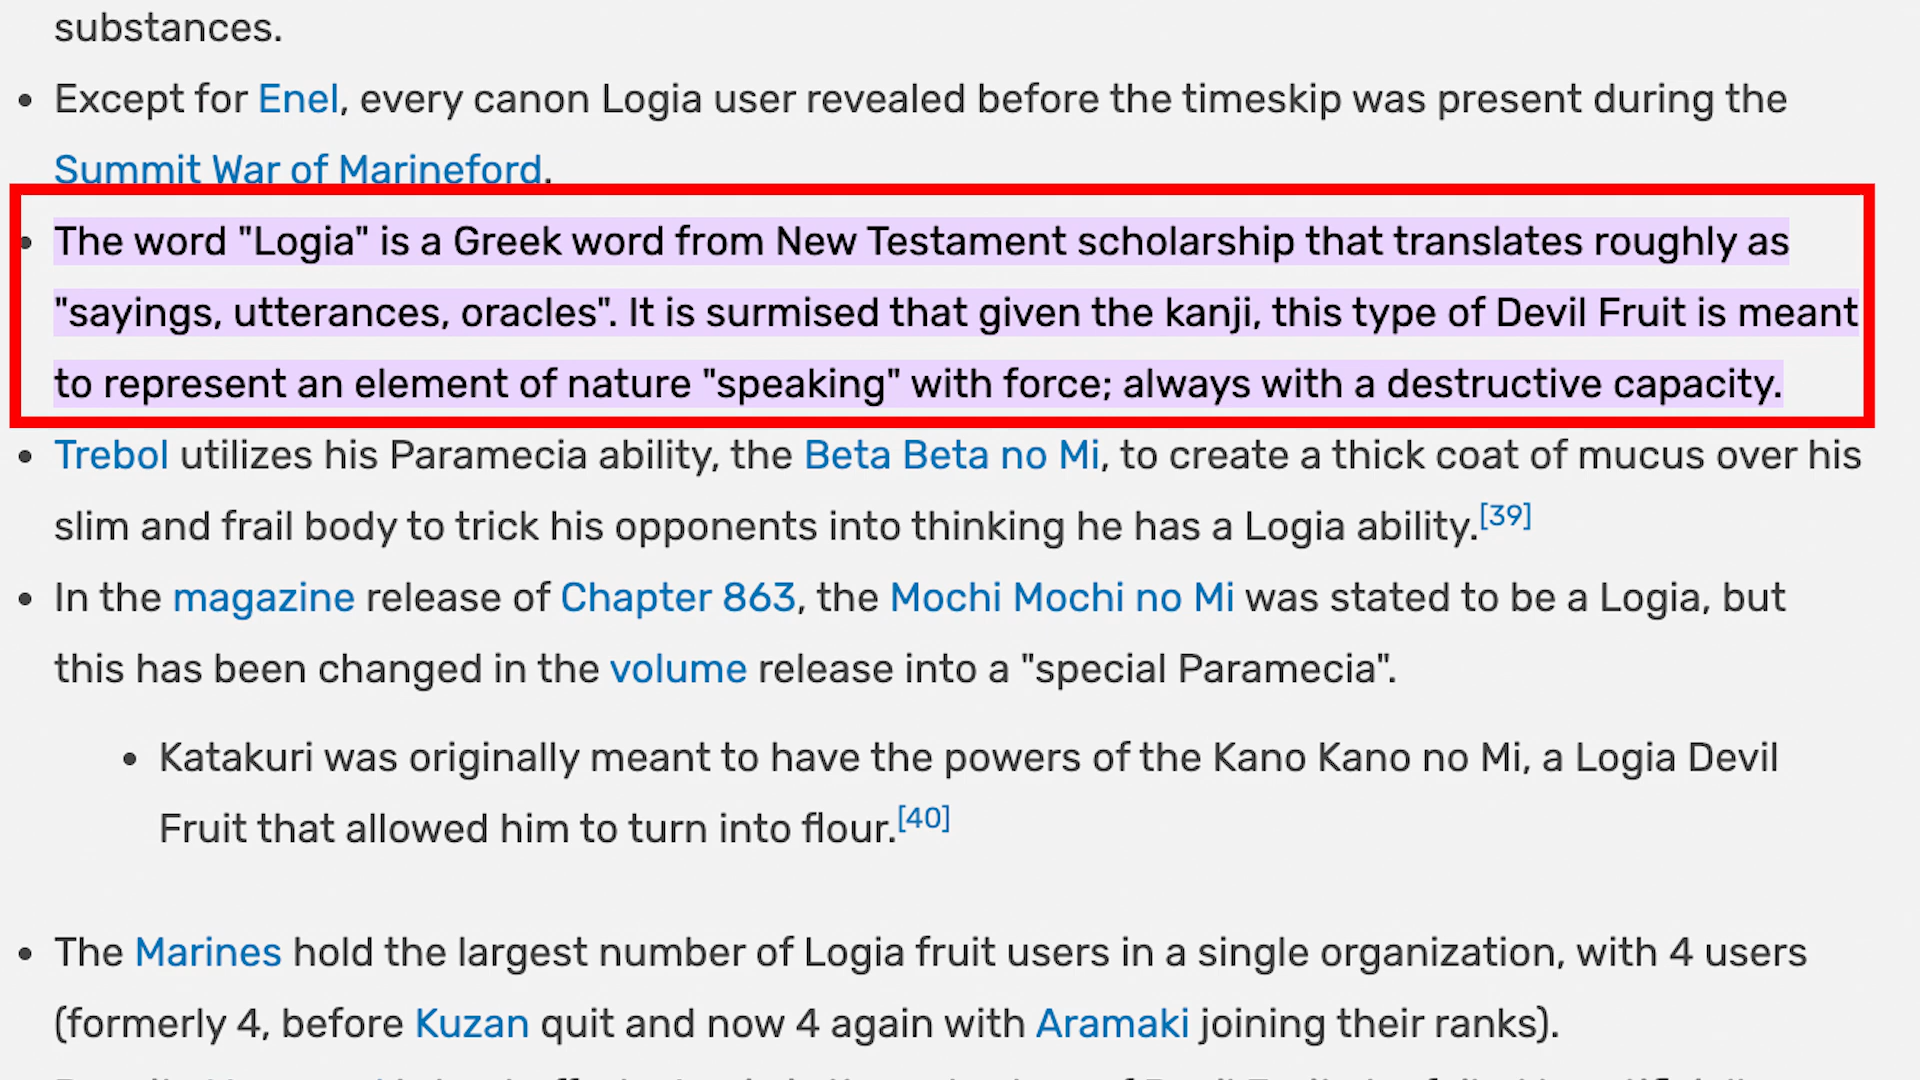 substances.
Except for Enel, every canon Logia user revealed before the timeskip was present during the
Summit War of Marineford.
The word "Logia" is a Greek word from New Testament scholarship that translates roughly as
"sayings, utterances, oracles". It is surmised that given the kanji, this type of Devil Fruit is meant
to represent an element of nature "speaking" with force; always with a destructive capacity.
Trebol utilizes his Paramecia ability, the Beta Beta no Mi, to create a thick coat of mucus over his
slim and frail body to trick his opponents into thinking he has a Logia ability.[39]
In the magazine release of Chapter 863, the Mochi Mochi no Mi was stated to be a Logia, but
this has been changed in the volume release into a "special Paramecia".
Katakuri was originally meant to have the powers of the Kano Kano no Mi, a Logia Devil
Fruit that allowed him to turn into flour.[40]
The Marines hold the largest number of Logia fruit users in a single organization, with 4 users
(formerly 4, before Kuzan quit and now 4 again with Aramaki joining their ranks).